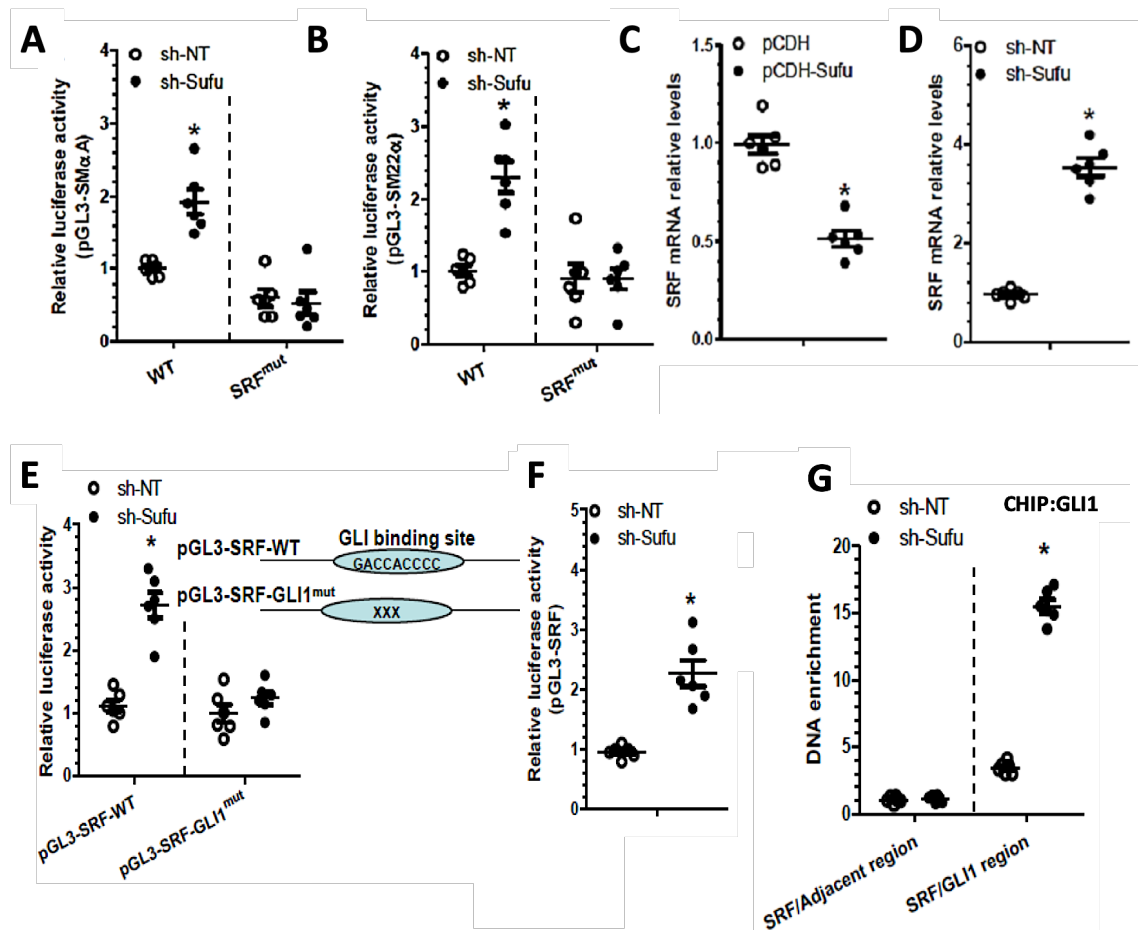 A
sh-NT
sh-Sufu
4
3
2
1
0
*
Relative luciferase activity
(pGL3-SMαA)
WT
SRFmut
B
sh-NT
sh-Sufu
4
3
2
1
0
*
Relative luciferase activity
(pGL3-SM22α)
WT
SRFmut
C
pCDH
pCDH-Sufu
1.5
1.0
0.5
0.0
*
SRF mRNA relative levels
D
sh-NT
sh-Sufu
6
4
2
0
*
SRF mRNA relative levels
E
sh-NT
sh-Sufu
4
3
2
1
0
*
Relative luciferase activity
pGL3-SRF-WT
GLI binding site
GACCACCCC
pGL3-SRF-GLI1mut
XXX
pGL3-SRF-WT
pGL3-SRF-GLI1mut
F
sh-NT
sh-Sufu
5
4
3
2
1
0
*
Relative luciferase activity
(pGL3-SRF)
G
sh-NT
sh-Sufu
CHIP:GLI1
20
15
10
5
0
*
DNA enrichment
SRF/Adjacent region
SRF/GLI1 region